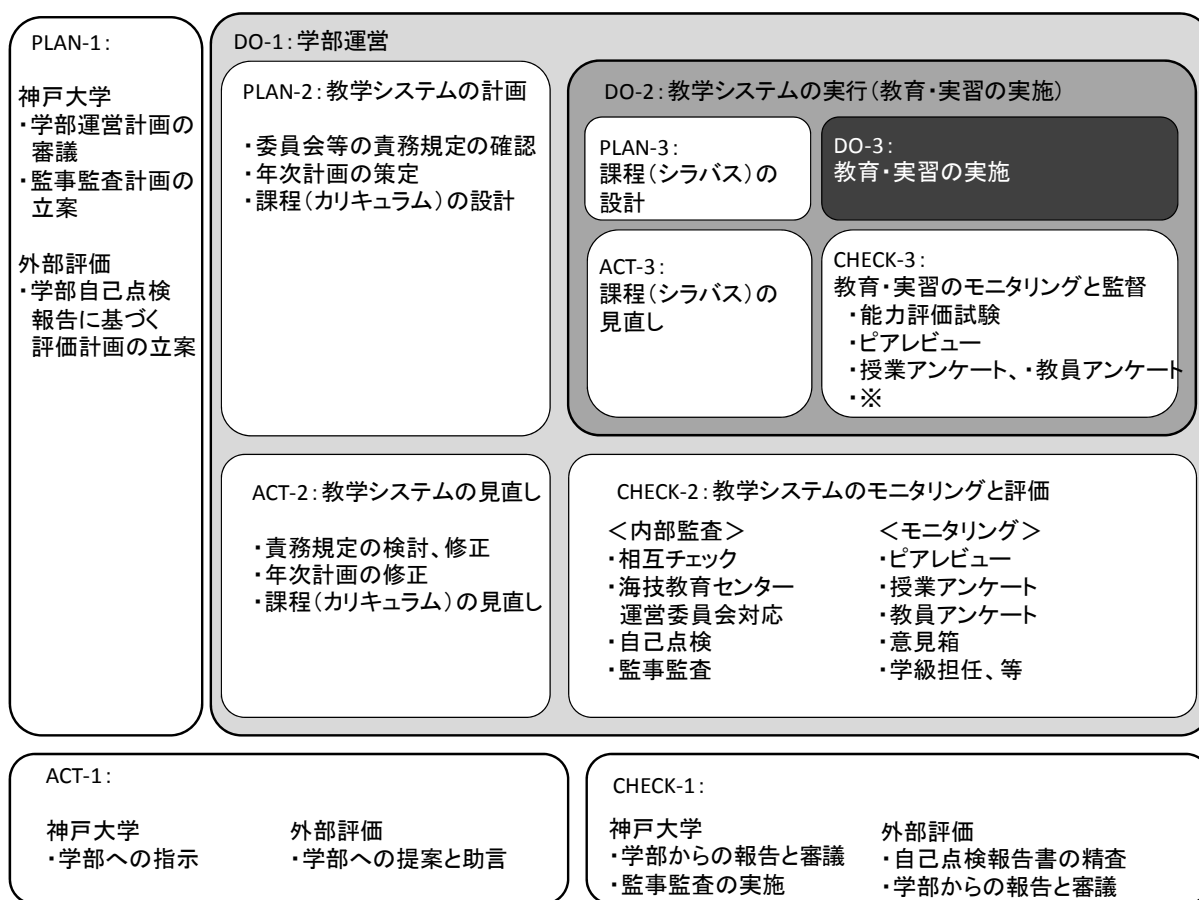 PLAN-1:
神戸大学
・学部運営計画の
審議
・監事監査計画の
立案
外部評価
・学部自己点検
報告に基づく
評価計画の立案
DO-1:学部運営
PLAN-2:教学システムの計画
・委員会等の責務規定の確認
・年次計画の策定
・課程(カリキュラム)の設計
DO-2:教学システムの実行(教育・実習の実施)
PLAN-3:
課程(シラバス)の
設計
DO-3:
教育・実習の実施
ACT-3:
課程(シラバス)の
見直し
CHECK-3:
教育・実習のモニタリングと監督
・能力評価試験
・ピアレビュー
・授業アンケート、・教員アンケート
・※
ACT-2:教学システムの見直し
・責務規定の検討、修正
・年次計画の修正
・課程(カリキュラム)の見直し
CHECK-2:教学システムのモニタリングと評価
<内部監査>
・相互チェック
・海技教育センター
運営委員会対応
・自己点検
・監事監査
<モニタリング>
・ピアレビュー
・授業アンケート
・教員アンケート
・意見箱
・学級担任、等
ACT-1:
神戸大学
・学部への指示
外部評価
・学部への提案と助言
CHECK-1:
神戸大学
・学部からの報告と審議
・監事監査の実施
外部評価
・自己点検報告書の精査
・学部からの報告と審議